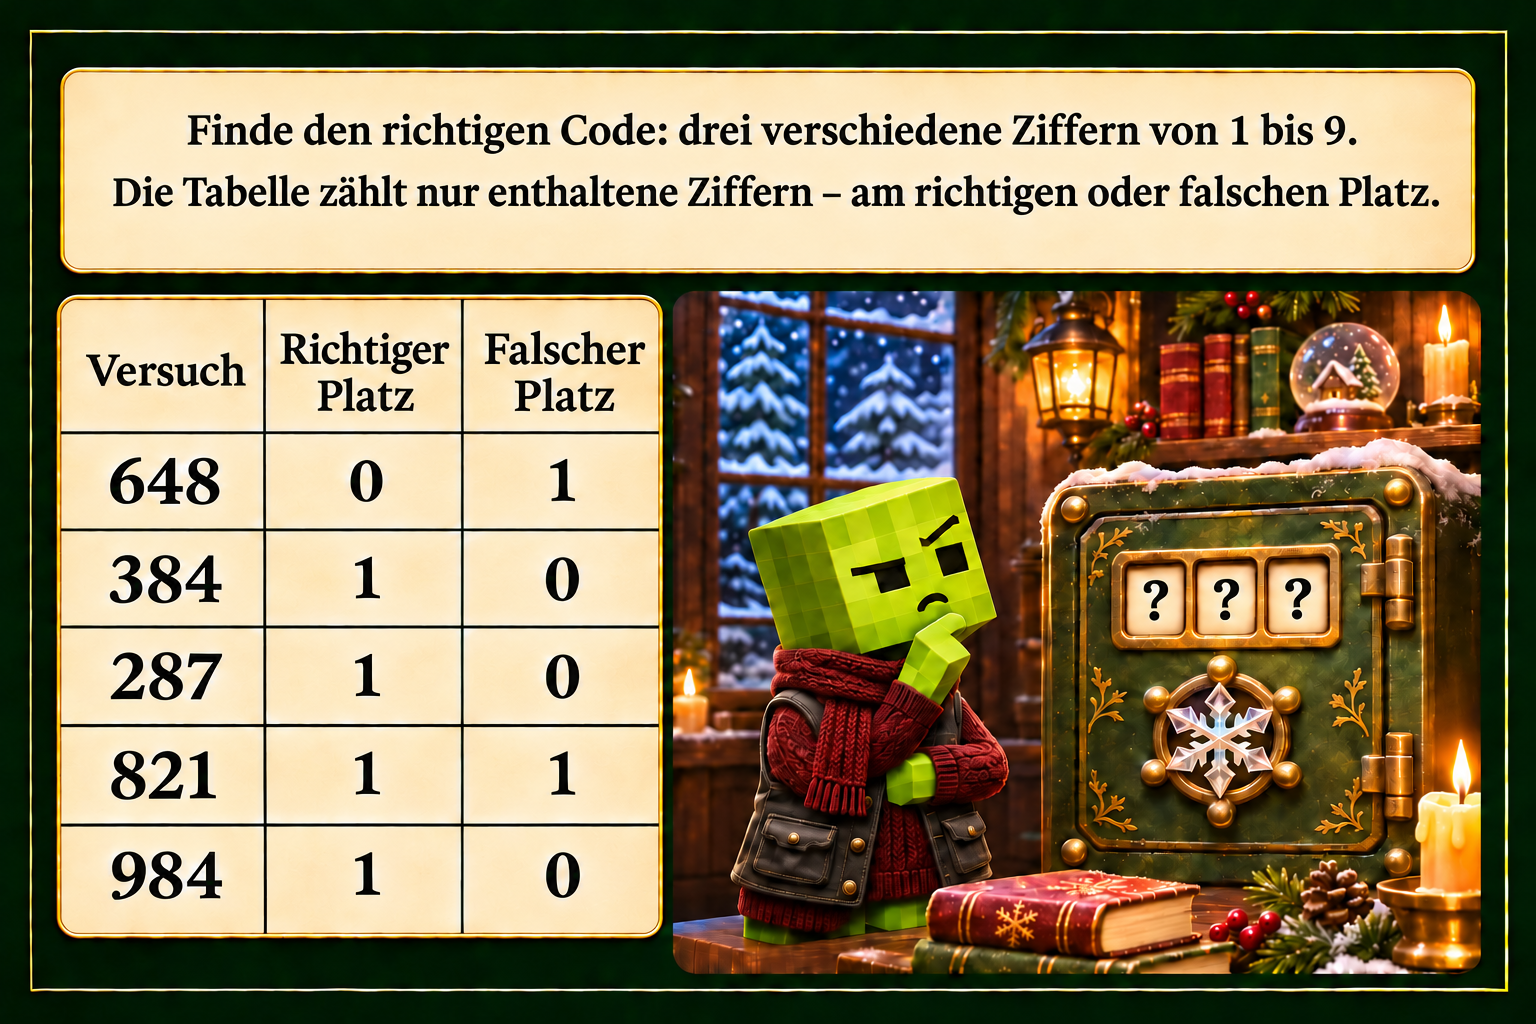 Finde den richtigen Code: drei verschiedene Ziffern von 1 bis 9.
Die Tabelle zählt nur enthaltene Ziffern – am richtigen oder falschen Platz.
Versuch Richtiger Platz Falscher Platz
648 0 1
384 1 0
287 1 0
821 1 1
984 1 0
? ? ?